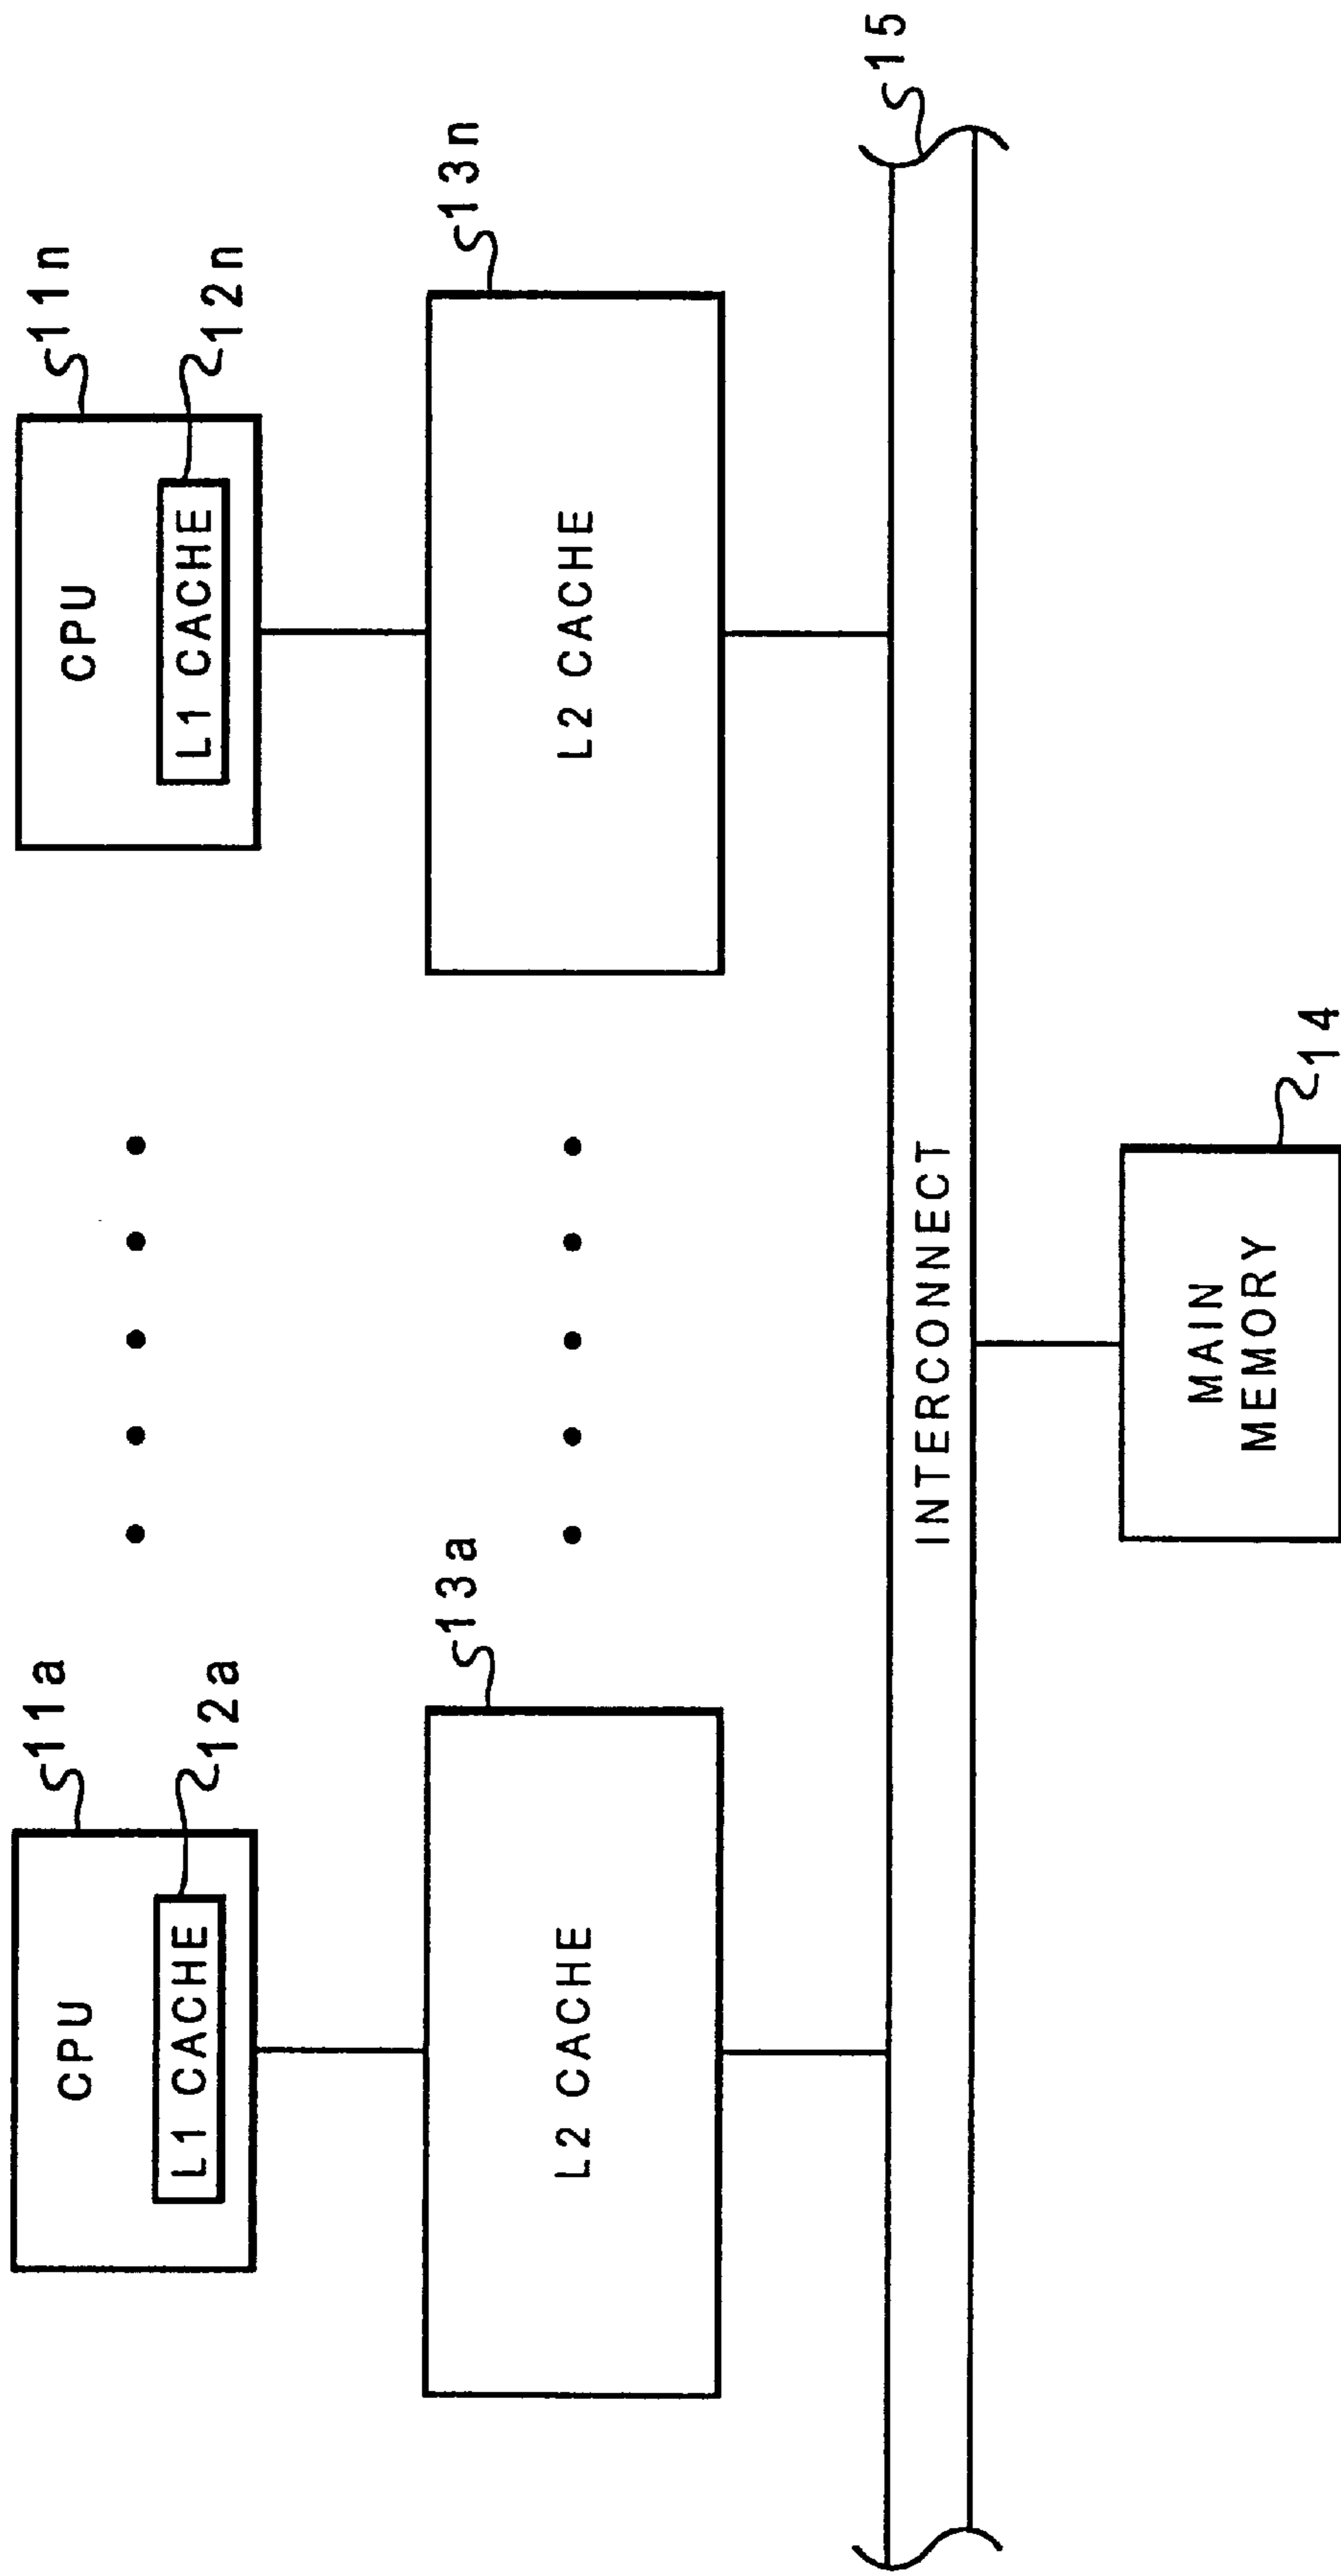 11a
CPU
12a
L1 CACHE
11n
CPU
12n
L1 CACHE
13a
L2 CACHE
13n
L2 CACHE
15
INTERCONNECT
MAIN
MEMORY
14